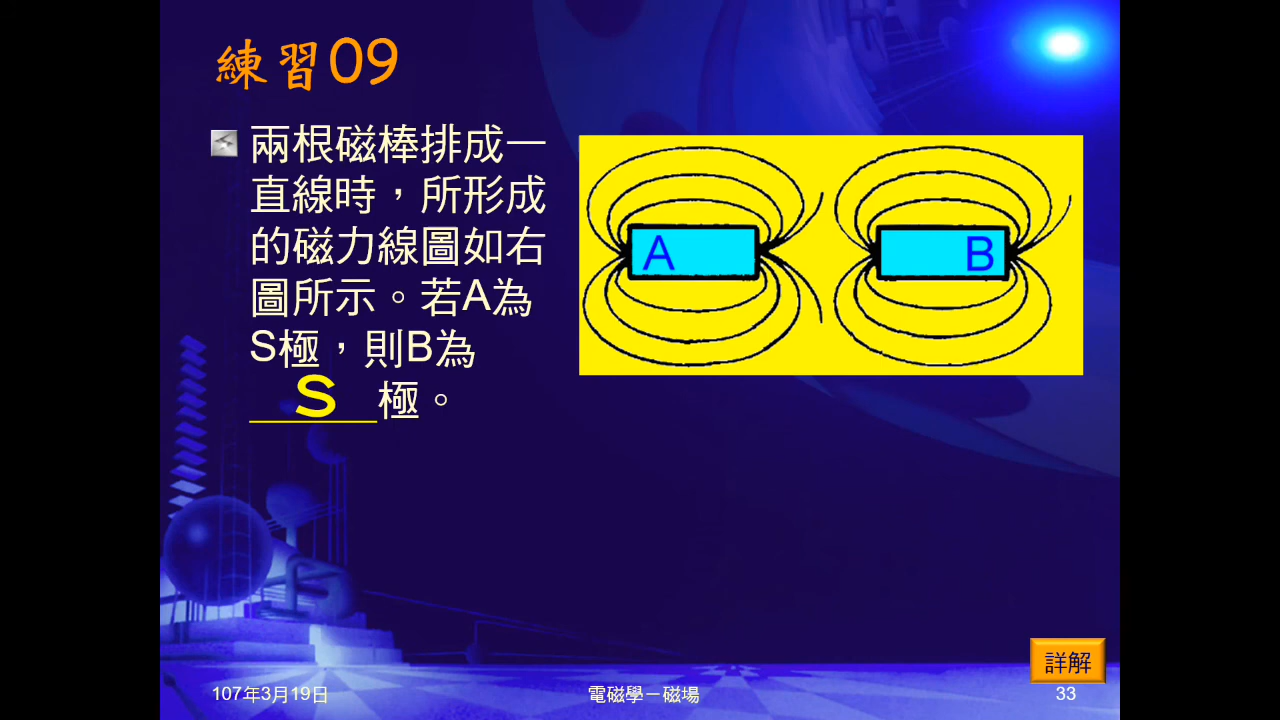 練習09
兩根磁棒排成一
直線時，所形成
的磁力線圖如右
圖所示。若A為
S極，則B為
S極。
A
B
詳解
107年3月19日
電磁學－磁場
33